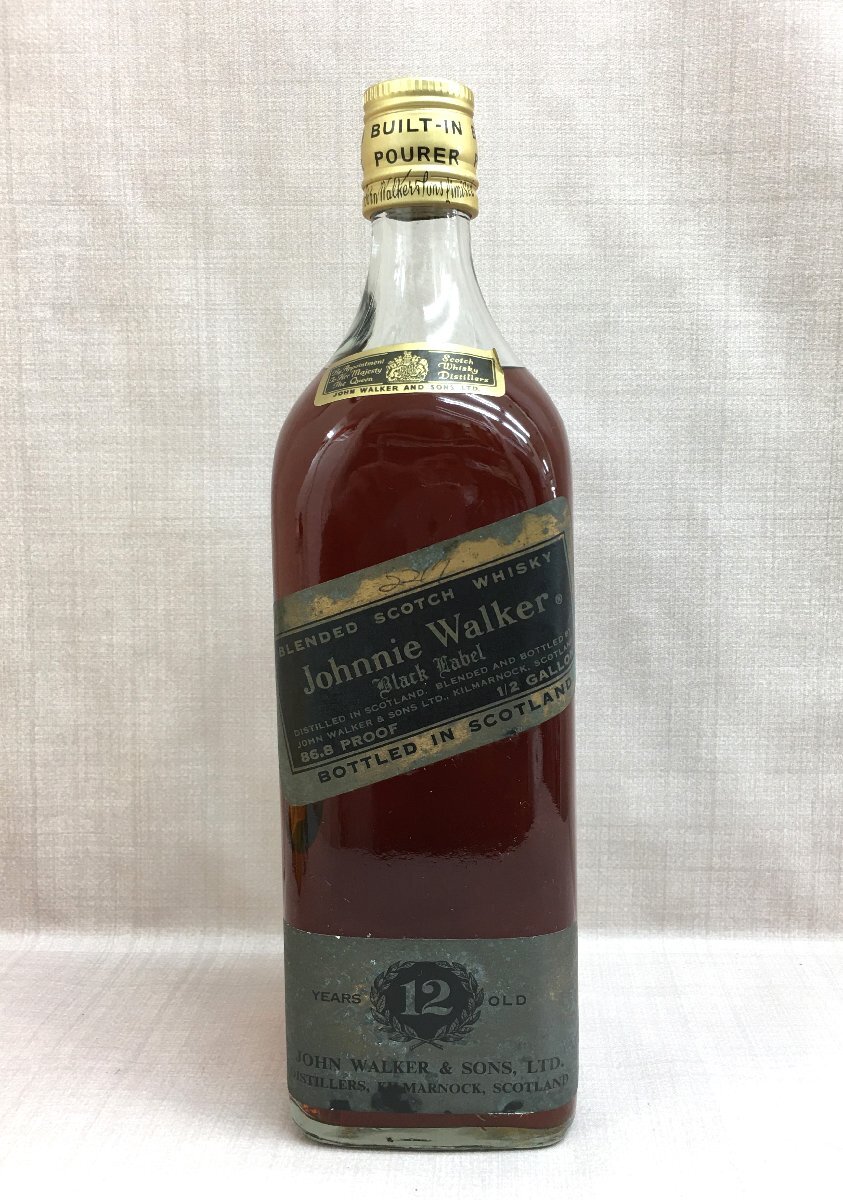 BUILT-IN
POURER
John Walker & Sons Limited
By Appointment
To Her Majesty
The Queen
Scotch
Whisky
Distillers
JOHN WALKER AND SONS LTD.
221
BLENDED SCOTCH WHISKY
Johnnie Walker ®
Black Label
DISTILLED IN SCOTLAND. BLENDED AND BOTTLED BY
JOHN WALKER & SONS LTD., KILMARNOCK, SCOTLAND
86.8 PROOF 1/2 GALLON
BOTTLED IN SCOTLAND
YEARS 12 OLD
JOHN WALKER & SONS, LTD.
DISTILLERS, KILMARNOCK, SCOTLAND